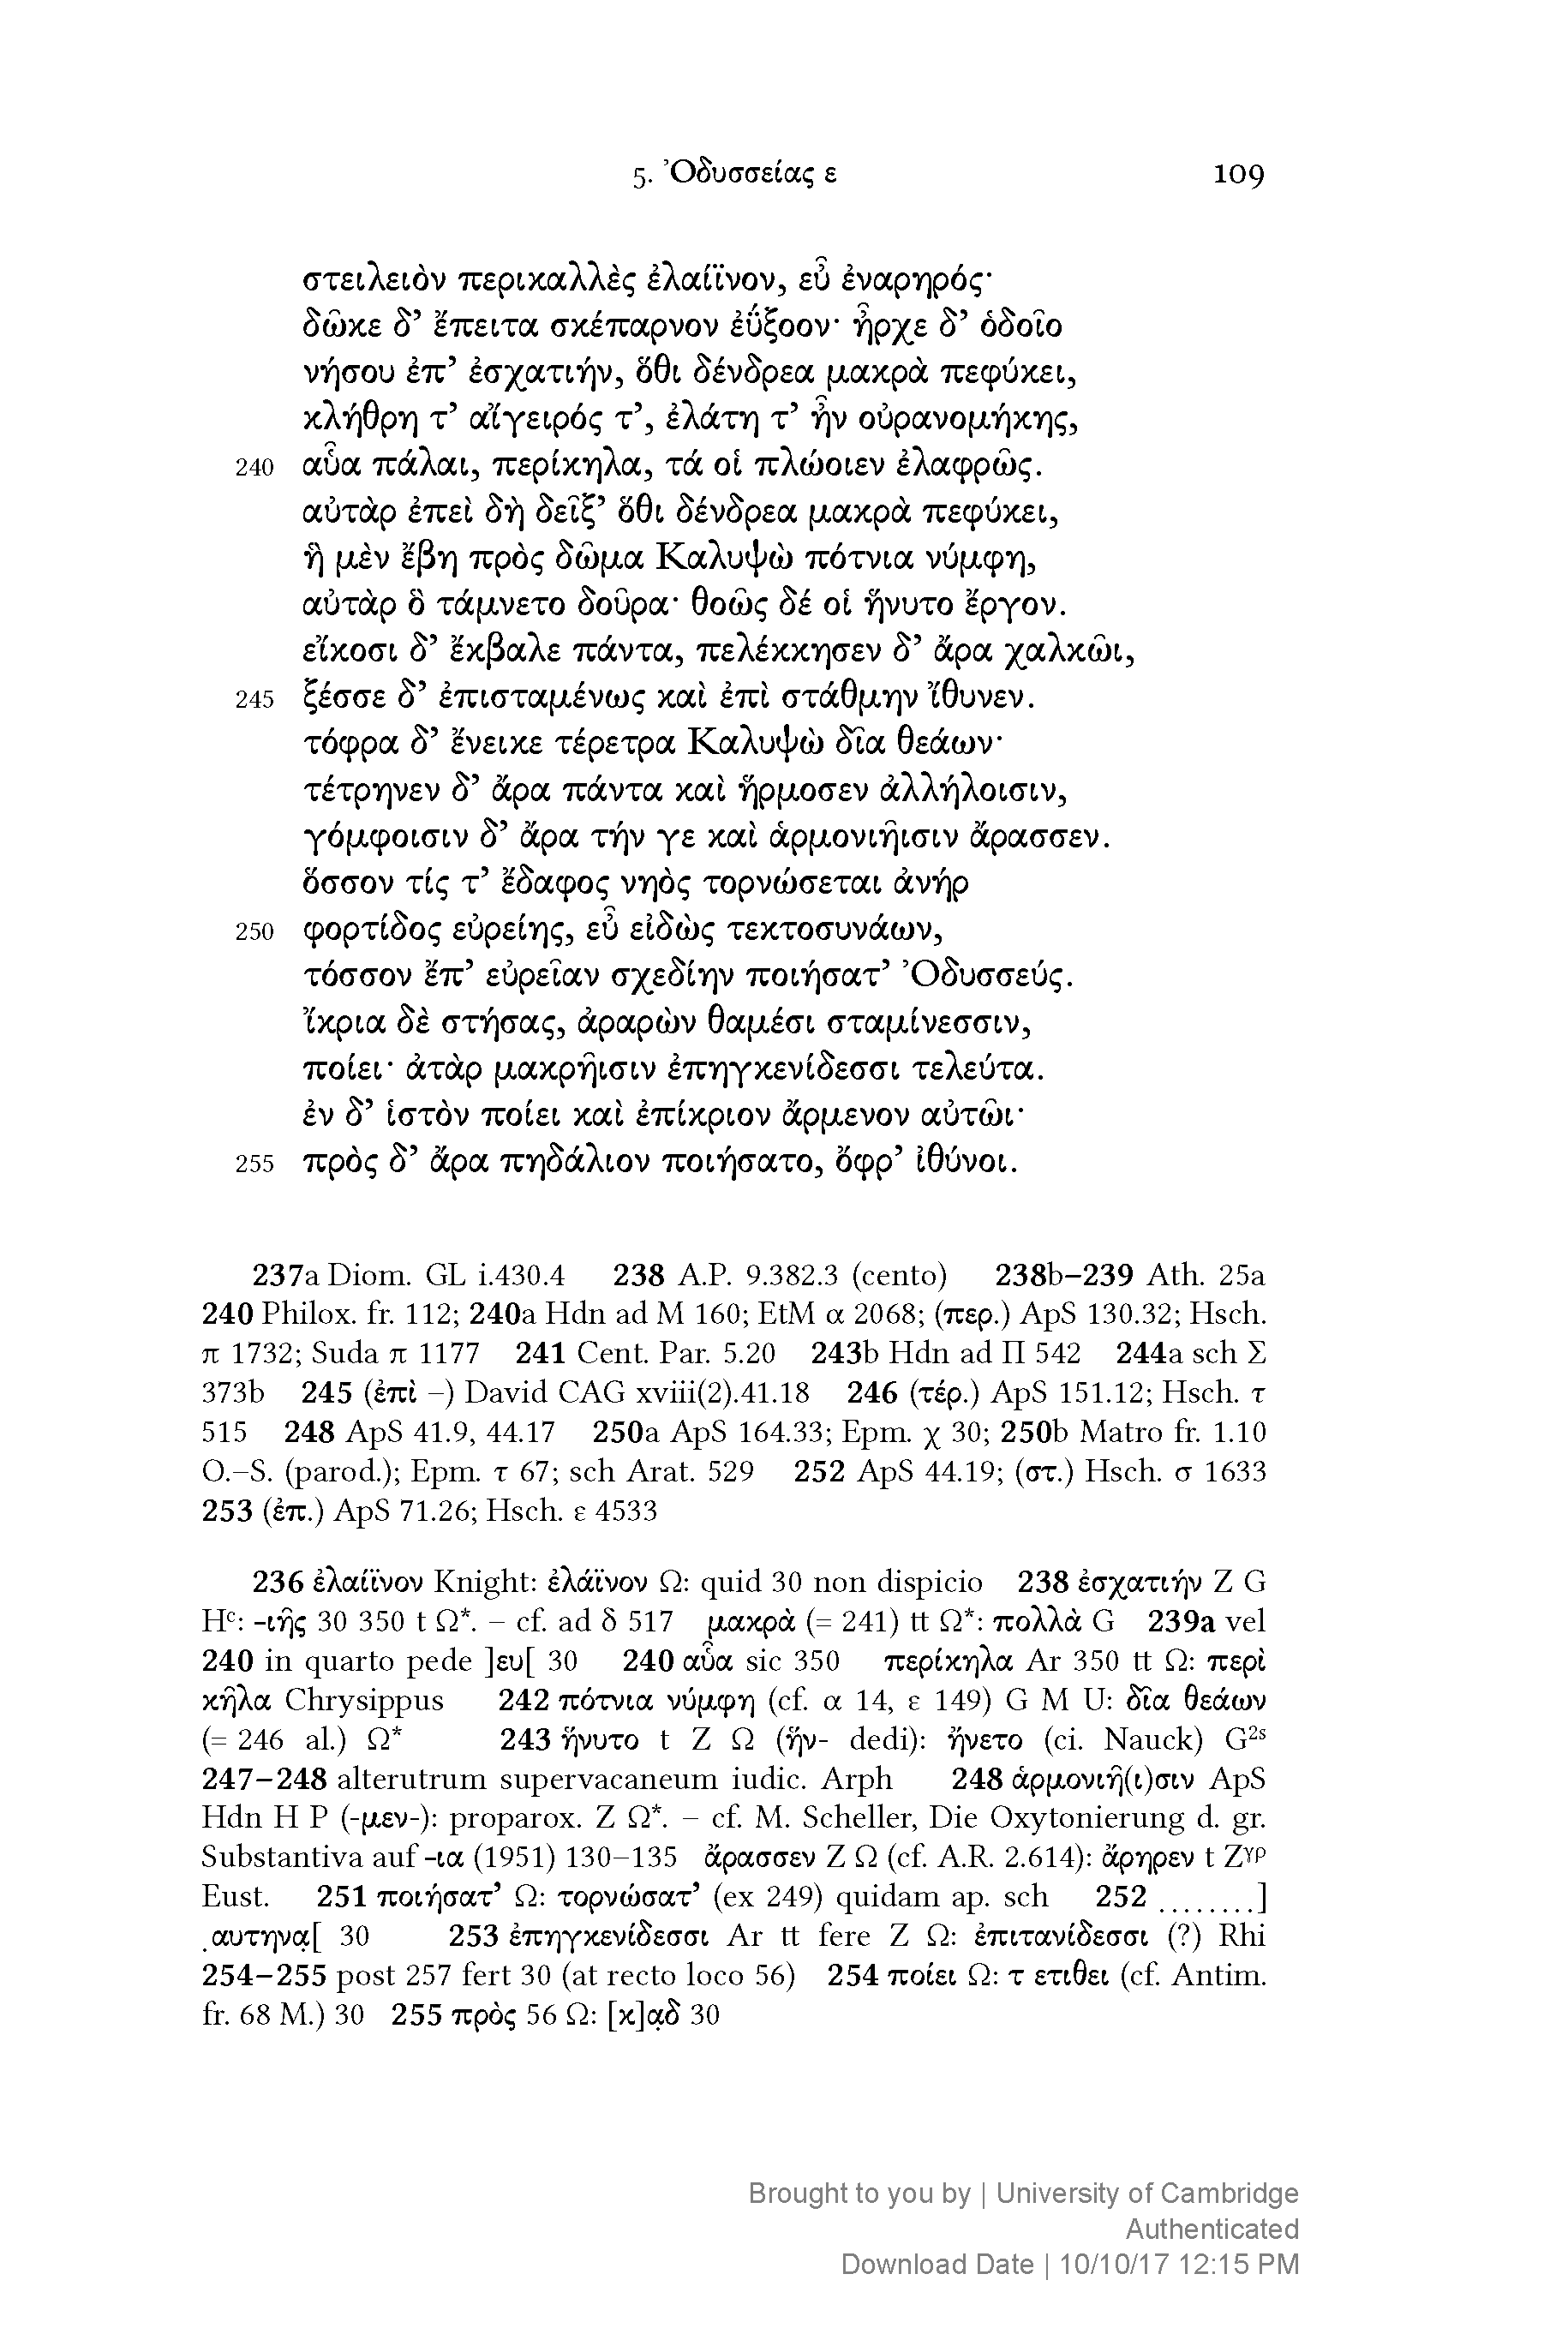 5. Ὀδυσσείας ε 109
στειλειὸν περικαλλὲς ἐλαίϊνον, εὖ ἐναρηρός·
δῶκε δ’ ἔπειτα σκέπαρνον ἐΰξοον· ἦρχε δ’ ὁδοῖο
νήσου ἐπ’ ἐσχατιήν, ὅθι δένδρεα μακρὰ πεφύκει,
κλήθρη τ’ αἴγειρός τ’, ἐλάτη τ’ ἦν οὐρανομήκης,
240 αὖα πάλαι, περίκηλα, τά οἱ πλώοιεν ἐλαφρῶς.
αὐτὰρ ἐπεὶ δὴ δεῖξ’ ὅθι δένδρεα μακρὰ πεφύκει,
ἣ μὲν ἔβη πρὸς δῶμα Καλυψὼ πότνια νύμφη,
αὐτὰρ ὃ τάμνετο δοῦρα· θοῶς δέ οἱ ἥνυτο ἔργον.
εἴκοσι δ’ ἔκβαλε πάντα, πελέκκησεν δ’ ἄρα χαλκῶι,
245 ξέσσε δ’ ἐπισταμένως καὶ ἐπὶ στάθμην ἴθυνεν.
τόφρα δ’ ἔνεικε τέρετρα Καλυψὼ δῖα θεάων·
τέτρηνεν δ’ ἄρα πάντα καὶ ἥρμοσεν ἀλλήλοισιν,
γόμφοισιν δ’ ἄρα τήν γε καὶ ἁρμονιῆισιν ἄρασσεν.
ὅσσον τίς τ’ ἔδαφος νηὸς τορνώσεται ἀνήρ
250 φορτίδος εὐρείης, εὖ εἰδὼς τεκτοσυνάων,
τόσσον ἔπ’ εὐρεῖαν σχεδίην ποιήσατ’ Ὀδυσσεύς.
ἴκρια δὲ στήσας, ἀραρὼν θαμέσι σταμίνεσσιν,
ποίει· ἀτὰρ μακρῆισιν ἐπηγκενίδεσσι τελεύτα.
ἐν δ’ ἱστὸν ποίει καὶ ἐπίκριον ἄρμενον αὐτῶι·
255 πρὸς δ’ ἄρα πηδάλιον ποιήσατο, ὄφρ’ ἰθύνοι.
237a Diom. GL i.430.4 238 A.P. 9.382.3 (cento) 238b–239 Ath. 25a
240 Philox. fr. 112; 240a Hdn ad M 160; EtM α 2068; (περ.) ApS 130.32; Hsch.
π 1732; Suda π 1177 241 Cent. Par. 5.20 243b Hdn ad Π 542 244a sch Σ
373b 245 (ἐπὶ –) David CAG xviii(2).41.18 246 (τέρ.) ApS 151.12; Hsch. τ
515 248 ApS 41.9, 44.17 250a ApS 164.33; Epm. χ 30; 250b Matro fr. 1.10
O.–S. (parod.); Epm. τ 67; sch Arat. 529 252 ApS 44.19; (στ.) Hsch. σ 1633
253 (ἐπ.) ApS 71.26; Hsch. ε 4533
236 ἐλαίϊνον Knight: ἐλάϊνον Ω: quid 30 non dispicio 238 ἐσχατιήν Z G
Hᶜ: -ιῆς 30 350 t Ω*. – cf. ad δ 517 μακρὰ (= 241) tt Ω*: πολλὰ G 239a vel
240 in quarto pede ]ευ[ 30 240 αὖα sic 350 περίκηλα Ar 350 tt Ω: περὶ
κῆλα Chrysippus 242 πότνια νύμφη (cf. α 14, ε 149) G M U: δῖα θεάων
(= 246 al.) Ω* 243 ἥνυτο t Z Ω (ἥν- dedi): ἤνετο (ci. Nauck) G²ˢ
247–248 alterutrum supervacaneum iudic. Arph 248 ἁρμονιῆ(ι)σιν ApS
Hdn H P (-μεν-): proparox. Z Ω*. – cf. M. Scheller, Die Oxytonierung d. gr.
Substantiva auf -ια (1951) 130–135 ἄρασσεν Z Ω (cf. A.R. 2.614): ἄρηρεν t Zᵞᵖ
Eust. 251 ποιήσατ’ Ω: τορνώσατ’ (ex 249) quidam ap. sch 252 ........]
.αυτηνα̣[ 30 253 ἐπηγκενίδεσσι Ar tt fere Z Ω: ἐπιτανίδεσσι (?) Rhi
254–255 post 257 fert 30 (at recto loco 56) 254 ποίει Ω: τ ετιθει (cf. Antim.
fr. 68 M.) 30 255 πρὸς 56 Ω: [κ]α̣δ 30
Brought to you by | University of Cambridge
Authenticated
Download Date | 10/10/17 12:15 PM